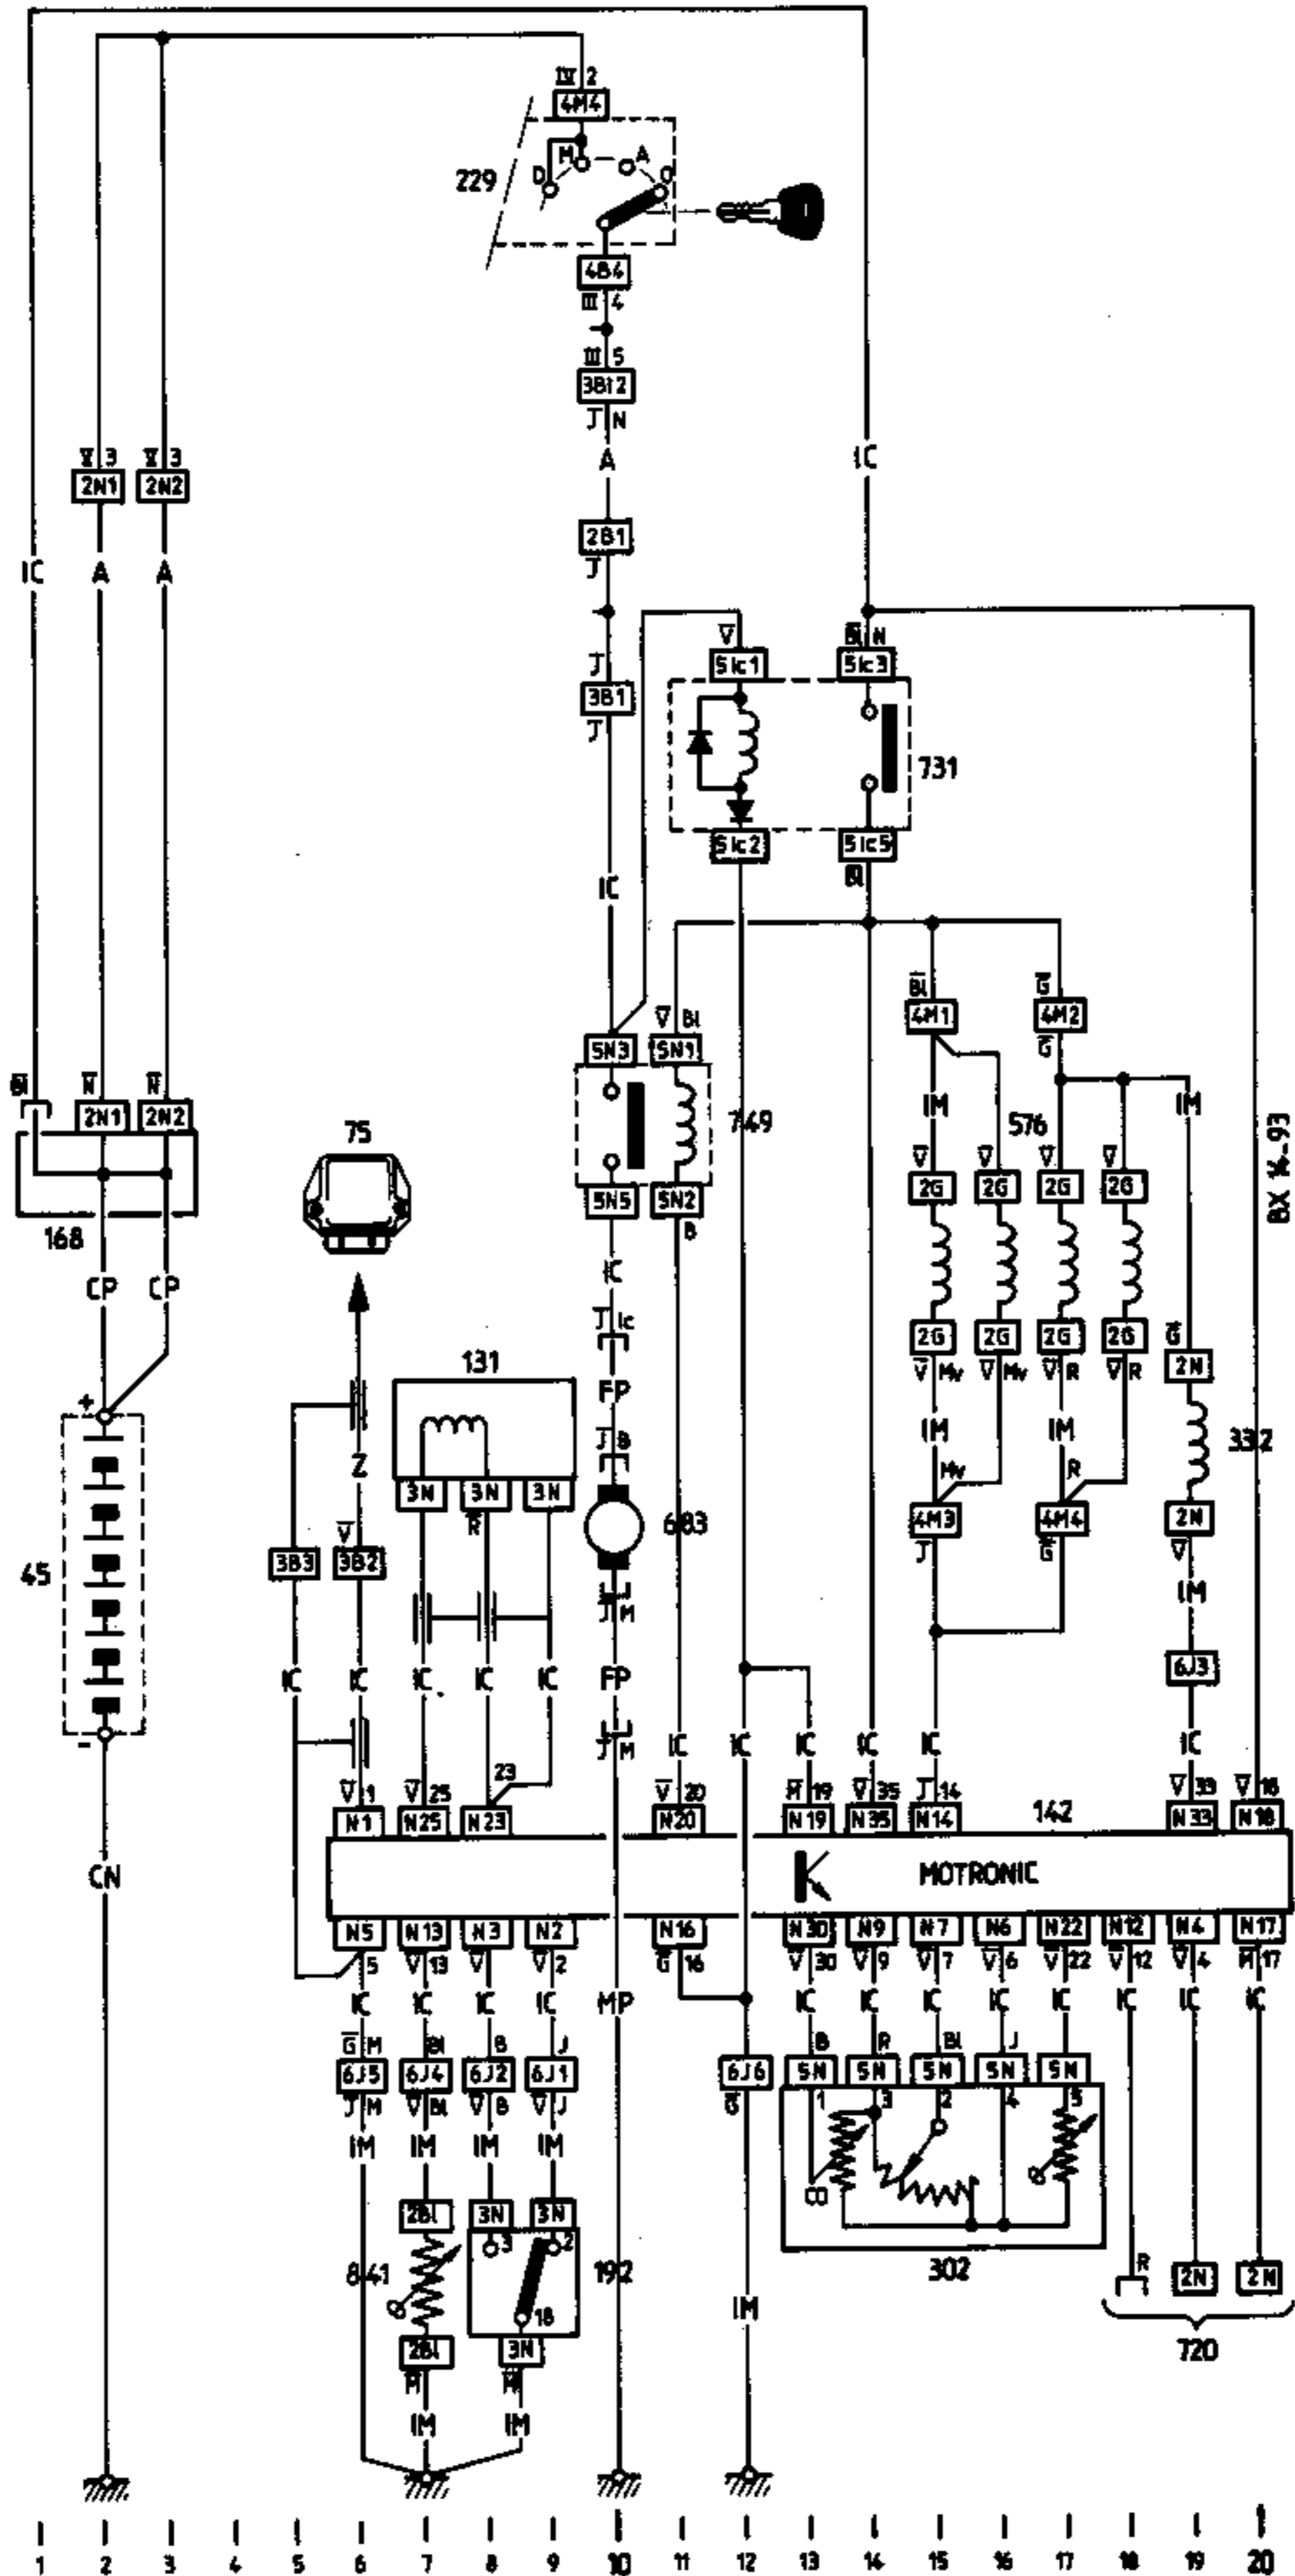 IV 2
4M4
M
A
D
O
229
4B4
III 4
III 5
3B12
J N
V 3
V 3
2N1
2N2
A
IC
2B1
J
IC
A
A
V
Bl N
J
5Ic1
5Ic3
3B1
J
731
5Ic2
5Ic5
Bl
IC
V Bl
Bl
G
4M1
4M2
G
5N3
5N1
Bl
N
N
2N1
2N2
IM
IM
749
576
75
V
V
V
V
2G
2G
2G
2G
BX 14-93
5N5
5N2
B
168
CP
CP
IC
J Ic
2G
2G
2G
2G
G
V Mv
V Mv
V R
V R
2N
131
FP
+
J B
IM
IM
332
Z
Mv
R
3N
3N
3N
4M3
4M4
2N
R
V
683
J
G
V
3B3
3B2
45
J M
IM
6J3
IC
IC
IC
IC
IC
FP
-
J M
IC
IC
IC
IC
IC
IC
23
V 1
V 25
V 20
M 19
V 35
J 14
V 33
V 18
N1
N25
N23
N20
N19
N35
N14
142
N33
N18
CN
MOTRONIC
N5
N13
N3
N2
N16
N30
N9
N7
N6
N22
N12
N4
N17
5
V 13
V
V 2
G 16
V 30
V 9
V 7
V 6
V 22
V 12
V 4
M 17
IC
IC
IC
IC
MP
IC
IC
IC
IC
IC
IC
IC
IC
G M
Bl
B
J
B
R
Bl
J
6J5
6J4
6J2
6J1
6J6
5N
5N
5N
5N
5N
J M
V Bl
V B
V J
G
1
3
2
4
5
IM
IM
IM
IM
CO
θ
2Bl
3N
3N
3
2
R
841
192
302
2N
2N
θ
18
IM
2Bl
3N
720
M
M
IM
IM
1
2
3
4
5
6
7
8
9
10
11
12
13
14
15
16
17
18
19
20